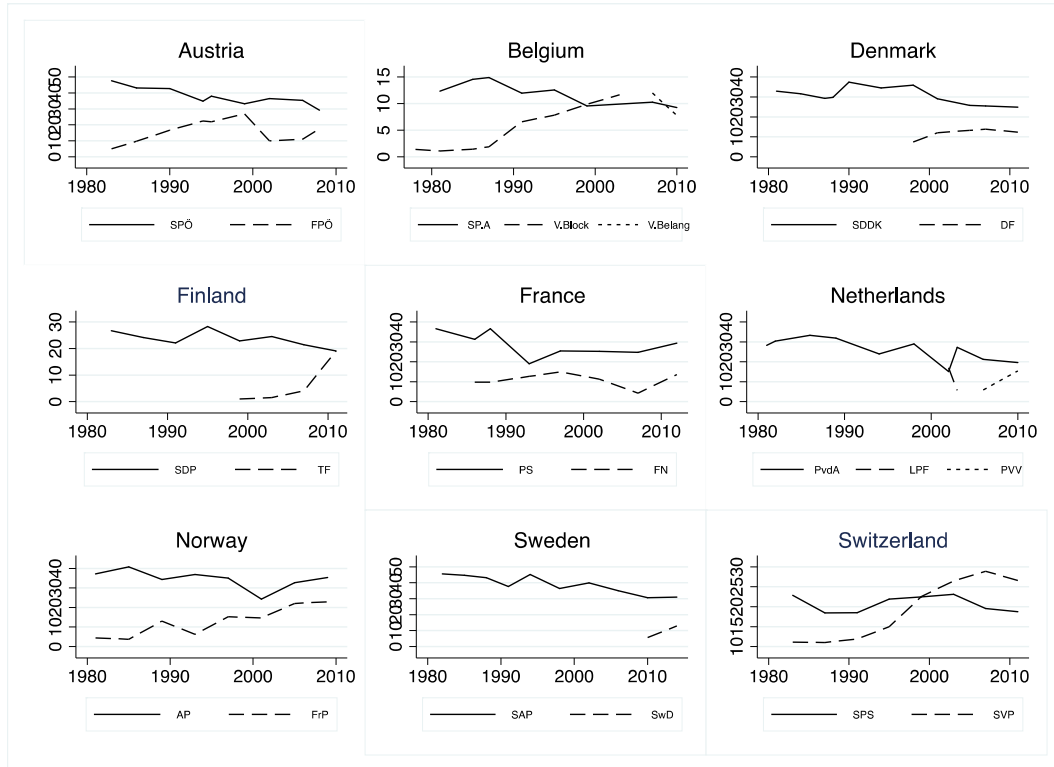 Austria
0 1020304050
1980 1990 2000 2010
SPÖ FPÖ
Belgium
0 5 10 15
1980 1990 2000 2010
SP.A V.Block V.Belang
Denmark
0 10203040
1980 1990 2000 2010
SDDK DF
Finland
0 10 20 30
1980 1990 2000 2010
SDP TF
France
0 10203040
1980 1990 2000 2010
PS FN
Netherlands
0 10203040
1980 1990 2000 2010
PvdA LPF PVV
Norway
0 10203040
1980 1990 2000 2010
AP FrP
Sweden
0 1020304050
1980 1990 2000 2010
SAP SwD
Switzerland
1015202530
1980 1990 2000 2010
SPS SVP